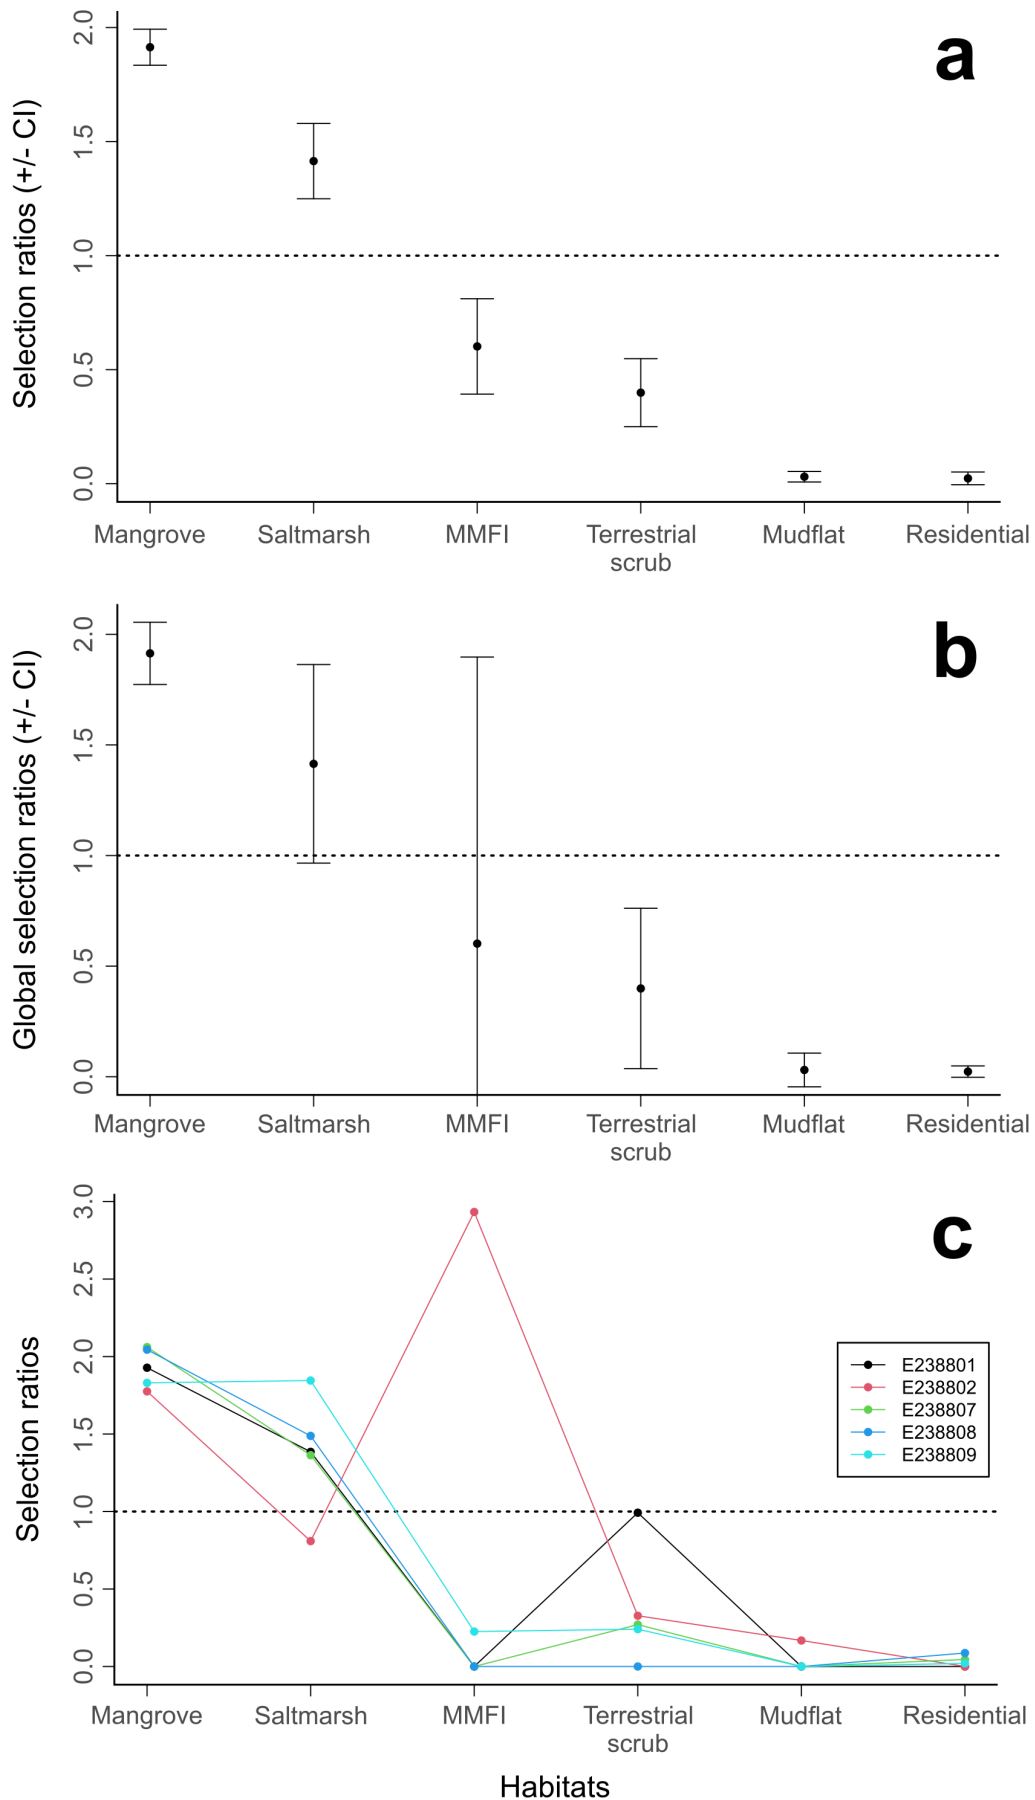 a
Selection ratios (+/- CI)
2.0
1.5
1.0
0.5
0.0
Mangrove Saltmarsh MMFI Terrestrial scrub Mudflat Residential
b
Global selection ratios (+/- CI)
2.0
1.5
1.0
0.5
0.0
Mangrove Saltmarsh MMFI Terrestrial scrub Mudflat Residential
c
Selection ratios
3.0
2.5
2.0
1.5
1.0
0.5
0.0
E238801
E238802
E238807
E238808
E238809
Mangrove Saltmarsh MMFI Terrestrial scrub Mudflat Residential
Habitats